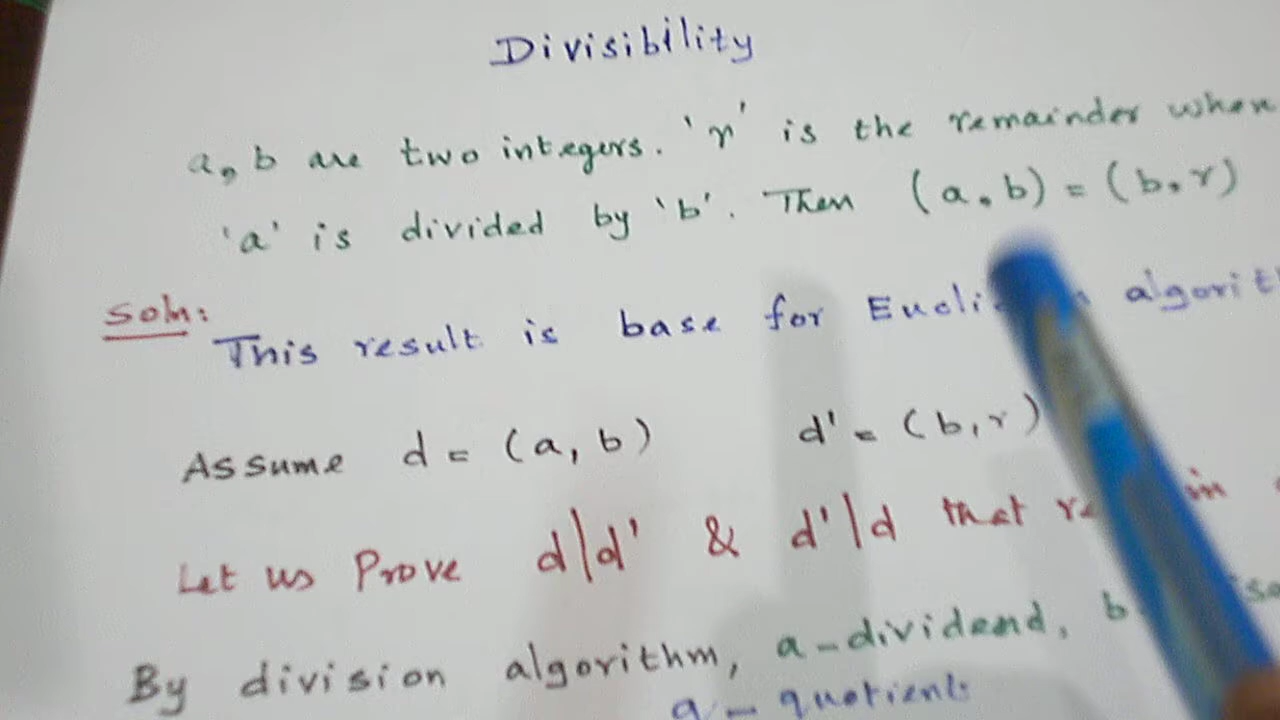 Divisibility
a, b are two integers. 'r' is the remainder when
'a' is divided by 'b'. Then (a, b) = (b, r)
Soln:
This result is base for
Assume d = (a, b) d' = (b, r)
Let us Prove d|d' & d'|d that
By division algorithm, a - dividend, b
q - quotient